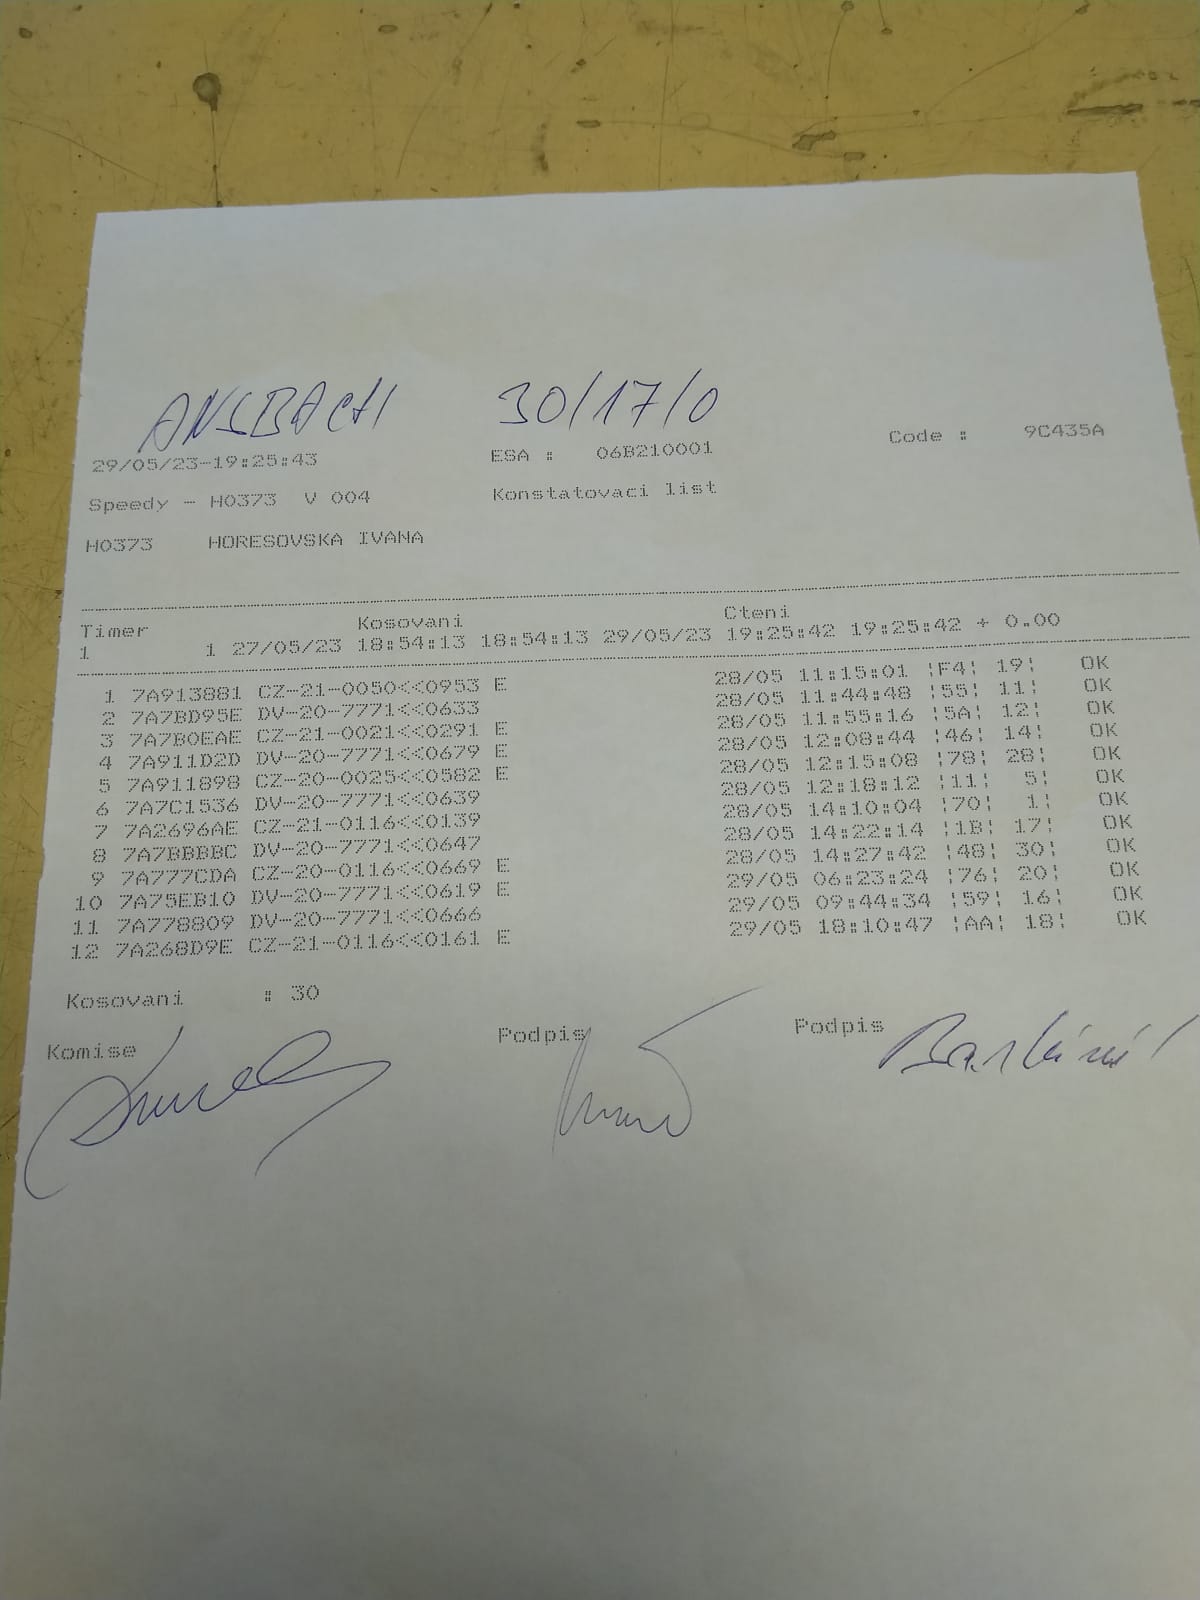 ANSBACH 30/17/0
29/05/23-19:25:43 ESA : 06B210001 Code : 9C435A
Speedy - H0373 V 004 Konstatovaci list
H0373 HORESOVSKA IVANA
Timer Kosovani Cteni
1 1 27/05/23 18:54:13 18:54:13 29/05/23 19:25:42 19:25:42 + 0.00
1 7A913881 CZ-21-0050<<0953 E 28/05 11:15:01 ¦F4¦ 19¦ OK
2 7A7BD95E DV-20-7771<<0633 28/05 11:44:48 ¦55¦ 11¦ OK
3 7A7B0EAE CZ-21-0021<<0291 E 28/05 11:55:16 ¦5A¦ 12¦ OK
4 7A911D2D DV-20-7771<<0679 E 28/05 12:08:44 ¦46¦ 14¦ OK
5 7A911898 CZ-20-0025<<0582 E 28/05 12:15:08 ¦78¦ 28¦ OK
6 7A7C1536 DV-20-7771<<0639 28/05 12:18:12 ¦11¦ 5¦ OK
7 7A2696AE CZ-21-0116<<0139 28/05 14:10:04 ¦70¦ 1¦ OK
8 7A7BBBBC DV-20-7771<<0647 28/05 14:22:14 ¦1B¦ 17¦ OK
9 7A777CDA CZ-20-0116<<0669 E 28/05 14:27:42 ¦48¦ 30¦ OK
10 7A75EB10 DV-20-7771<<0619 E 29/05 06:23:24 ¦76¦ 20¦ OK
11 7A778809 DV-20-7771<<0666 29/05 09:44:34 ¦59¦ 16¦ OK
12 7A268D9E CZ-21-0116<<0161 E 29/05 18:10:47 ¦AA¦ 18¦ OK
Kosovani : 30
Komise Podpis Podpis